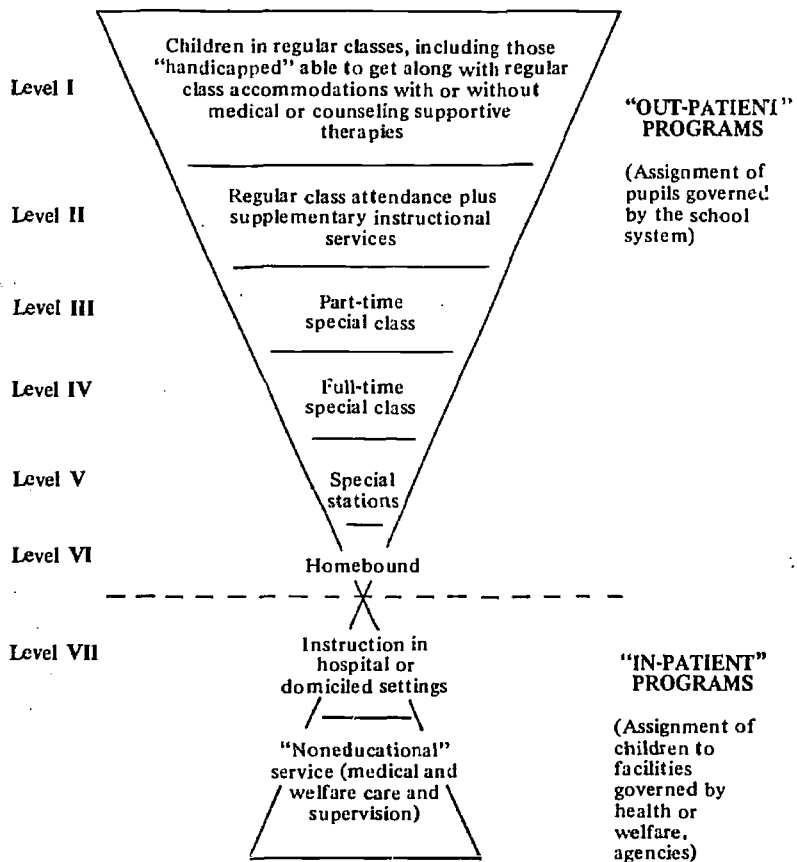 Level I
Children in regular classes, including those
"handicapped" able to get along with regular
class accommodations with or without
medical or counseling supportive
therapies
"OUT-PATIENT"
PROGRAMS
(Assignment of
pupils governed
by the school
system)
Level II
Regular class attendance plus
supplementary instructional
services
Level III
Part-time
special class
Level IV
Full-time
special class
Level V
Special
stations
Level VI
Homebound
Level VII
Instruction in
hospital or
domiciled settings
"IN-PATIENT"
PROGRAMS
(Assignment of
children to
facilities
governed by
health or
welfare,
agencies)
"Noneducational"
service (medical and
welfare care and
supervision)